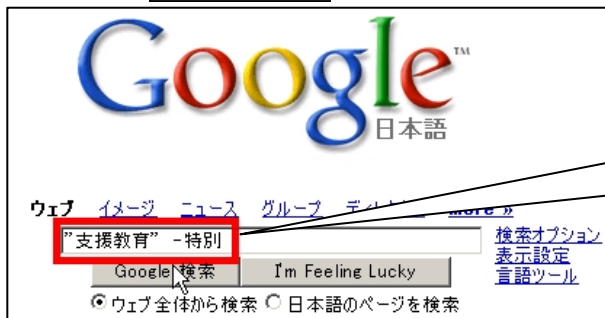 Google™
日本語
ウェブ イメージ ニュース グループ more »
"支援教育" -特別
検索オプション
表示設定
言語ツール
Google 検索 I'm Feeling Lucky
ウェブ全体から検索 日本語のページを検索